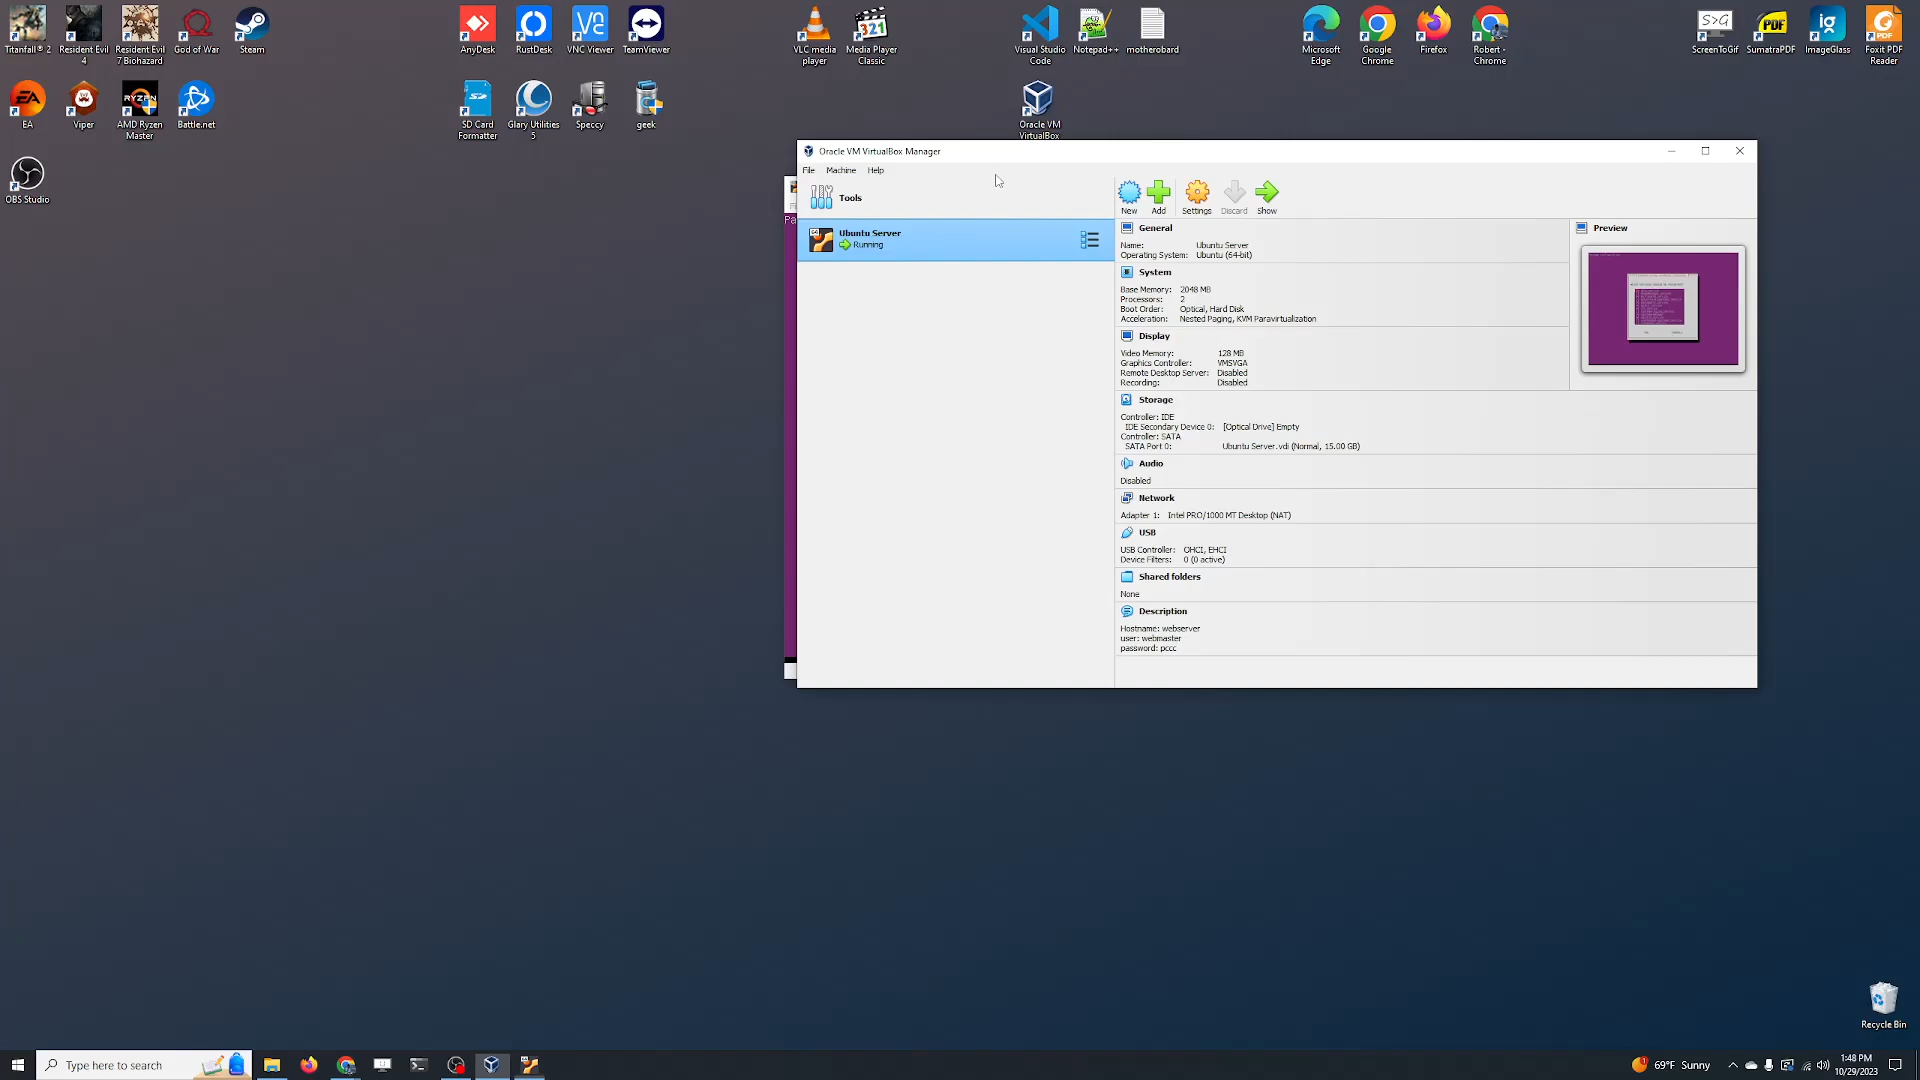 Titanfall® 2
Resident Evil 4
Resident Evil 7 Biohazard
God of War
Steam
AnyDesk
RustDesk
VNC Viewer
TeamViewer
VLC media player
Media Player Classic
Visual Studio Code
Notepad++
motherobard
Microsoft Edge
Google Chrome
Firefox
Robert - Chrome
ScreenToGif
SumatraPDF
ImageGlass
Foxit PDF Reader
EA
Viper
AMD Ryzen Master
Battle.net
SD Card Formatter
Glary Utilities 5
Speccy
geek
Oracle VM VirtualBox
OBS Studio
Oracle VM VirtualBox Manager
File Machine Help
Tools
New Add Settings Discard Show
Ubuntu Server
Running
General
Name: Ubuntu Server
Operating System: Ubuntu (64-bit)
System
Base Memory: 2048 MB
Processors: 2
Boot Order: Optical, Hard Disk
Acceleration: Nested Paging, KVM Paravirtualization
Display
Video Memory: 128 MB
Graphics Controller: VMSVGA
Remote Desktop Server: Disabled
Recording: Disabled
Preview
Storage
Controller: IDE
IDE Secondary Device 0: [Optical Drive] Empty
Controller: SATA
SATA Port 0: Ubuntu Server.vdi (Normal, 15.00 GB)
Audio
Disabled
Network
Adapter 1: Intel PRO/1000 MT Desktop (NAT)
USB
USB Controller: OHCI, EHCI
Device Filters: 0 (0 active)
Shared folders
None
Description
Hostname: webserver
user: webmaster
password: pccc
Pa
Recycle Bin
Type here to search
69°F Sunny
1:48 PM
10/29/2023